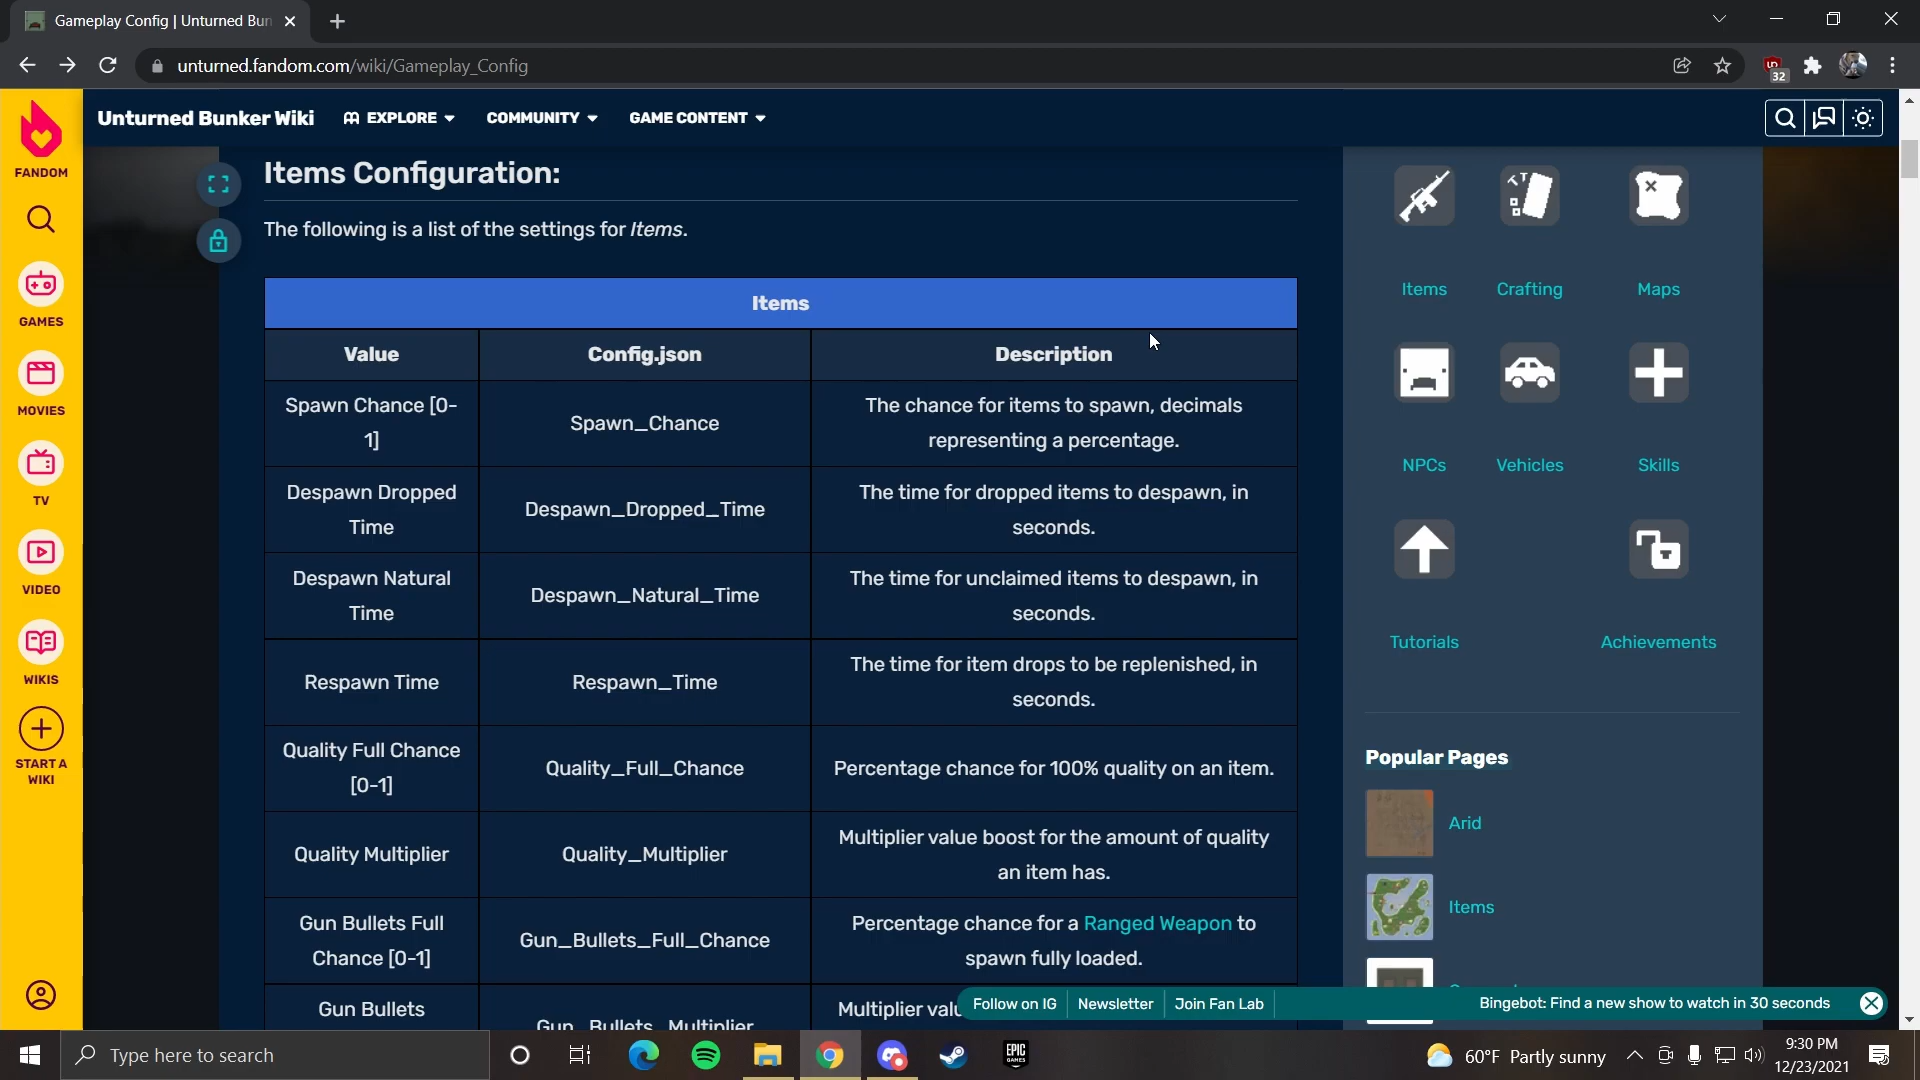 Gameplay Config | Unturned Bun
unturned.fandom.com/wiki/Gameplay_Config
32
FANDOM
GAMES
MOVIES
TV
VIDEO
WIKIS
START A
WIKI
Unturned Bunker Wiki
EXPLORE
COMMUNITY
GAME CONTENT
Items Configuration:
The following is a list of the settings for Items.
Items
Value
Config.json
Description
Spawn Chance [0-
1]
Spawn_Chance
The chance for items to spawn, decimals
representing a percentage.
Despawn Dropped
Time
Despawn_Dropped_Time
The time for dropped items to despawn, in
seconds.
Despawn Natural
Time
Despawn_Natural_Time
The time for unclaimed items to despawn, in
seconds.
Respawn Time
Respawn_Time
The time for item drops to be replenished, in
seconds.
Quality Full Chance
[0-1]
Quality_Full_Chance
Percentage chance for 100% quality on an item.
Quality Multiplier
Quality_Multiplier
Multiplier value boost for the amount of quality
an item has.
Gun Bullets Full
Chance [0-1]
Gun_Bullets_Full_Chance
Percentage chance for a Ranged Weapon to
spawn fully loaded.
Gun Bullets
Gun_Bullets_Multiplier
Multiplier valu
Items
Crafting
Maps
NPCs
Vehicles
Skills
Tutorials
Achievements
Popular Pages
Arid
Items
Follow on IG
Newsletter
Join Fan Lab
Bingebot: Find a new show to watch in 30 seconds
Type here to search
EPIC
GAMES
60°F Partly sunny
9:30 PM
12/23/2021